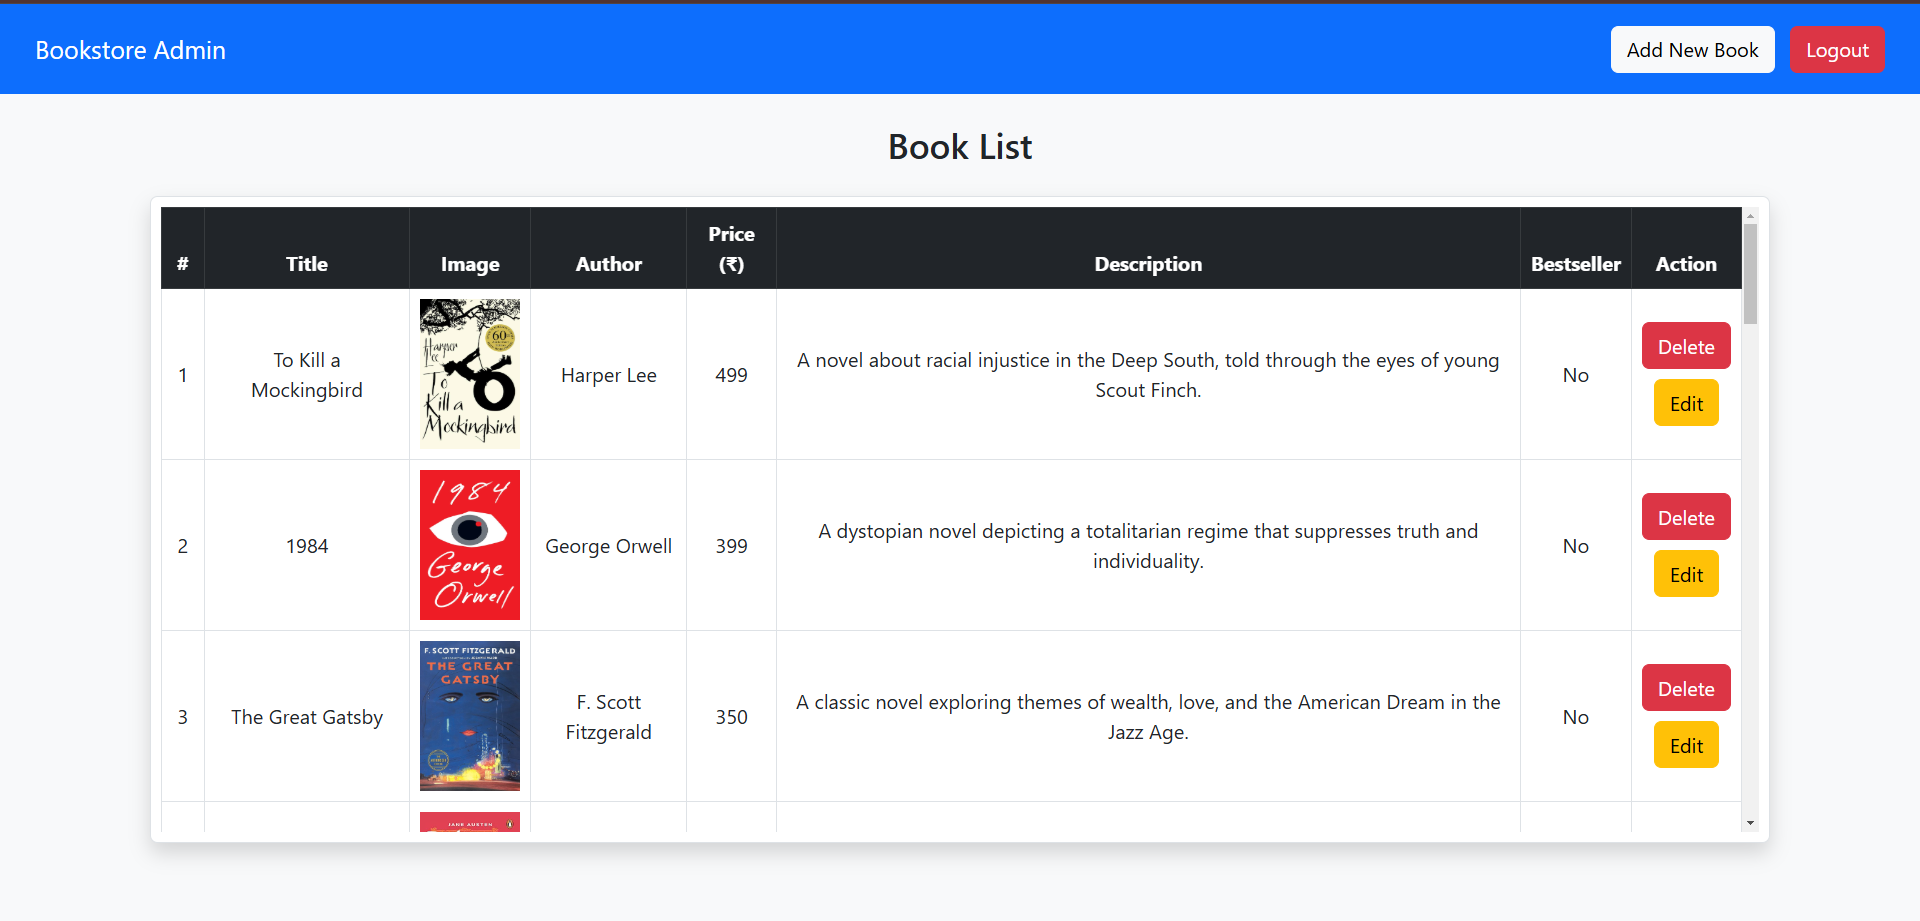 Bookstore Admin
Add New Book
Logout
Book List
# Title Image Author Price (₹) Description Bestseller Action
1
To Kill a
Mockingbird
Harper
Lee
60
To
Kill a
Mockingbird
Harper Lee
499
A novel about racial injustice in the Deep South, told through the eyes of young
Scout Finch.
No
Delete
Edit
2
1984
1984
George
Orwell
George Orwell
399
A dystopian novel depicting a totalitarian regime that suppresses truth and
individuality.
No
Delete
Edit
3
The Great Gatsby
F. SCOTT FITZGERALD
THE GREAT
GATSBY
F. Scott
Fitzgerald
350
A classic novel exploring themes of wealth, love, and the American Dream in the
Jazz Age.
No
Delete
Edit
JANE AUSTEN